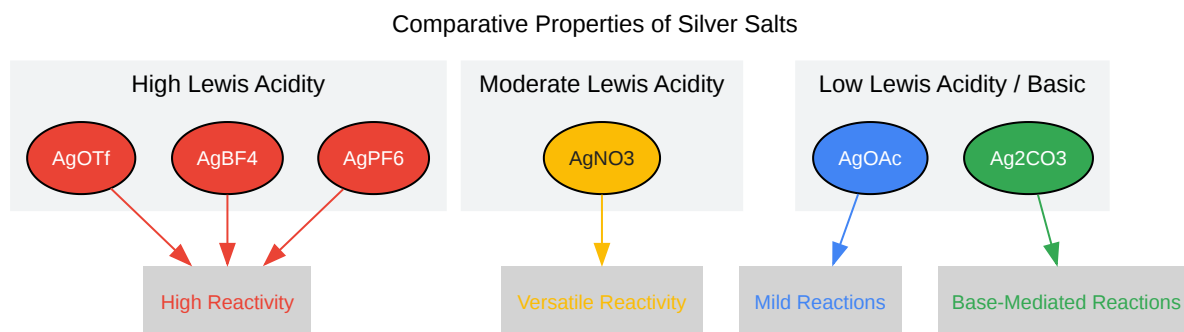 Comparative Properties of Silver Salts
High Lewis Acidity
Moderate Lewis Acidity
Low Lewis Acidity / Basic
AgOTf
AgBF4
AgPF6
AgNO3
AgOAc
Ag2CO3
High Reactivity
Versatile Reactivity
Mild Reactions
Base-Mediated Reactions